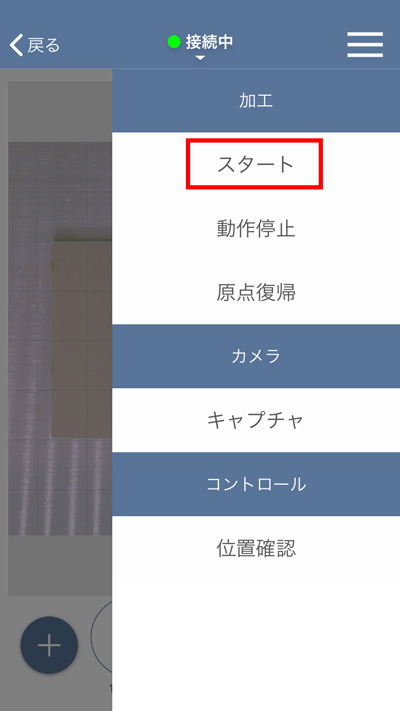 戻る
接続中
加工
スタート
動作停止
原点復帰
カメラ
キャプチャ
コントロール
位置確認